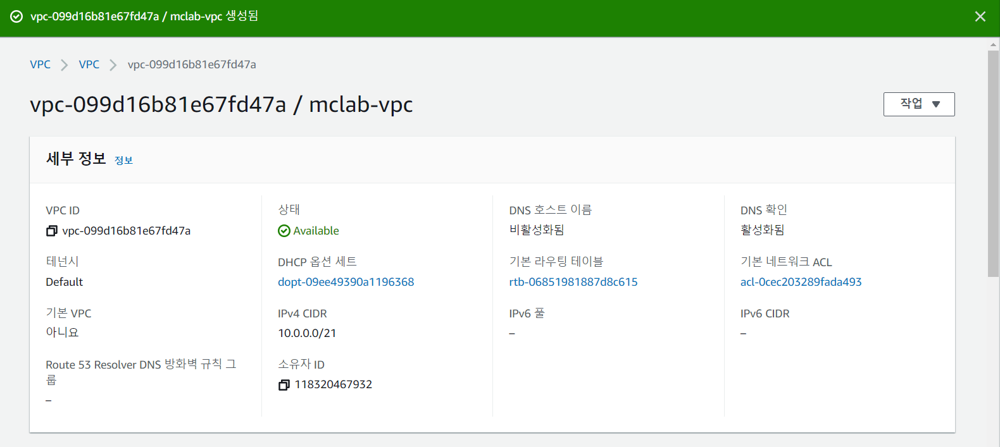 vpc-099d16b81e67fd47a / mclab-vpc 생성됨
VPC > VPC > vpc-099d16b81e67fd47a
vpc-099d16b81e67fd47a / mclab-vpc
작업
세부 정보 정보
VPC ID
vpc-099d16b81e67fd47a
상태
Available
DNS 호스트 이름
비활성화됨
DNS 확인
활성화됨
테넌시
Default
DHCP 옵션 세트
dopt-09ee49390a1196368
기본 라우팅 테이블
rtb-06851981887d8c615
기본 네트워크 ACL
acl-0cec203289fada493
기본 VPC
아니요
IPv4 CIDR
10.0.0.0/21
IPv6 풀
–
IPv6 CIDR
–
Route 53 Resolver DNS 방화벽 규칙 그
룹
–
소유자 ID
118320467932